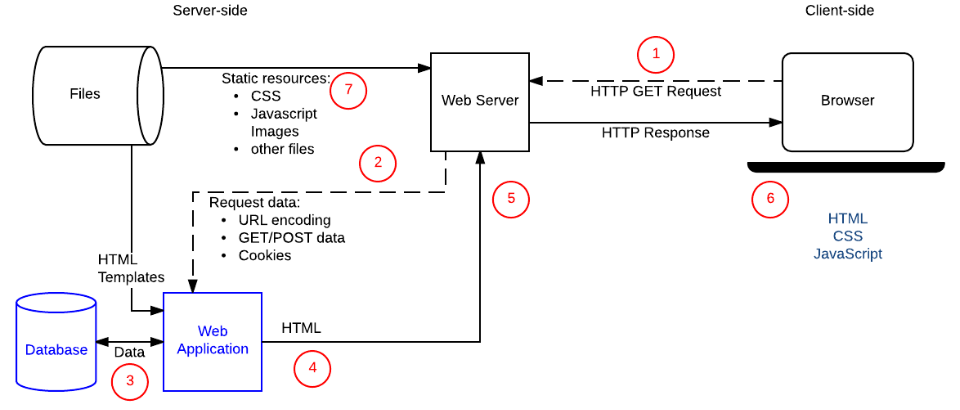 Server-side
Client-side
1
Files
Static resources:
7
• CSS
• Javascript
Images
• other files
Web Server
HTTP GET Request
Browser
HTTP Response
2
Request data:
• URL encoding
• GET/POST data
• Cookies
5
6
HTML
CSS
JavaScript
HTML
Templates
Database
Data
3
Web
Application
HTML
4